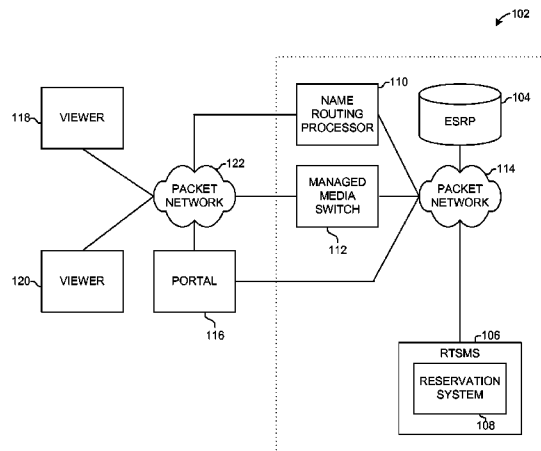 102
118
VIEWER
120
VIEWER
122
PACKET
NETWORK
PORTAL
116
110
NAME
ROUTING
PROCESSOR
MANAGED
MEDIA
SWITCH
112
104
ESRP
114
PACKET
NETWORK
106
RTSMS
RESERVATION
SYSTEM
108